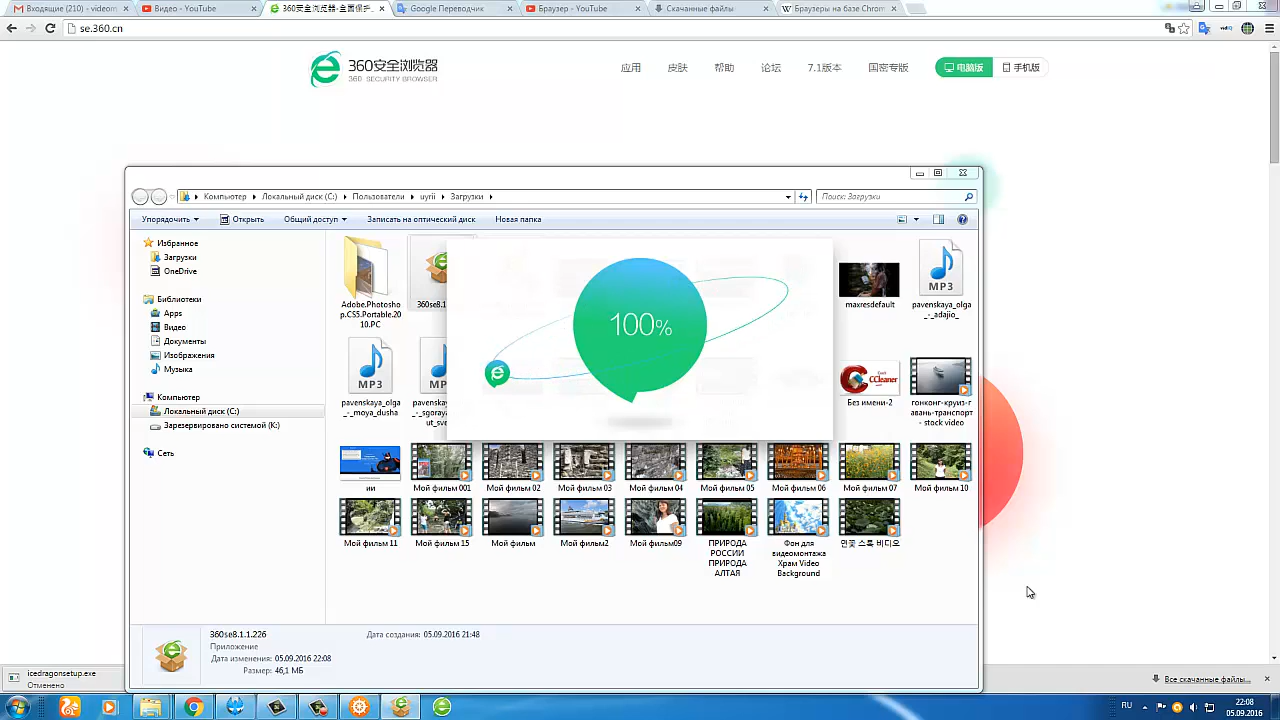 Входящие (210) - videom
Видео - YouTube
360安全浏览器-全面保护
Google Переводчик
Браузер - YouTube
Скачанные файлы
Браузеры на базе Chrom
se.360.cn
360安全浏览器
360 SECURITY BROWSER
应用
皮肤
帮助
论坛
7.1版本
国密专版
电脑版
手机版
Компьютер
Локальный диск (C:)
Пользователи
uyrii
Загрузки
Поиск: Загрузки
Упорядочить
Открыть
Общий доступ
Записать на оптический диск
Новая папка
Избранное
Загрузки
OneDrive
Библиотеки
Apps
Видео
Документы
Изображения
Музыка
Компьютер
Локальный диск (C:)
Зарезервировано системой (K:)
Сеть
Adobe.Photosho
p.CS5.Portable.20
10.PC
360se8.1
100%
maxresdefault
MP3
pavenskaya_olga
_-_adajio_
MP3
pavenskaya_olga
_-_moya_dusha
CCleaner
Без имени-2
гонконг-круиз-г
авань-транспорт
- stock video
ии
Мой фильм 001
Мой фильм 02
Мой фильм 03
Мой фильм 04
Мой фильм 05
Мой фильм 06
Мой фильм 07
Мой фильм 10
Мой фильм 11
Мой фильм 15
Мой фильм
Мой фильм2
Мой фильм09
ПРИРОДА
РОССИИ
ПРИРОДА
АЛТАЯ
Фон для
видеомонтажа
Храм Video
Background
연꽃 스톡 비디오
360se8.1.1.226
Дата создания: 05.09.2016 21:48
Приложение
Дата изменения: 05.09.2016 22:08
Размер: 46,1 МБ
icedragonsetup.exe
Отменено
Все скачанные файлы...
RU
22:08
05.09.2016